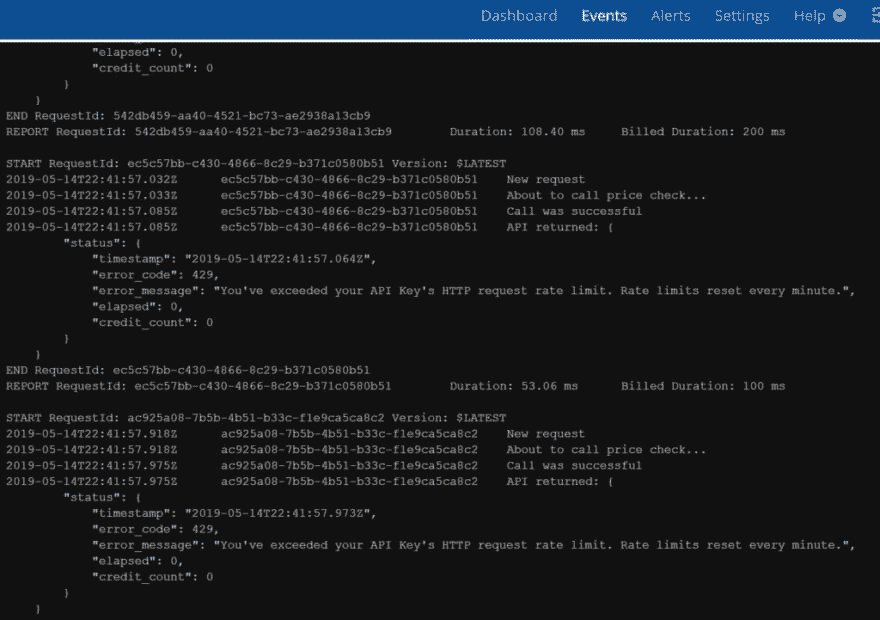 Dashboard Events Alerts Settings Help
"elapsed": 0,
"credit_count": 0
}
}
END RequestId: 542db459-aa40-4521-bc73-ae2938a13cb9
REPORT RequestId: 542db459-aa40-4521-bc73-ae2938a13cb9 Duration: 108.40 ms Billed Duration: 200 ms
START RequestId: ec5c57bb-c430-4866-8c29-b371c0580b51 Version: $LATEST
2019-05-14T22:41:57.032Z ec5c57bb-c430-4866-8c29-b371c0580b51 New request
2019-05-14T22:41:57.033Z ec5c57bb-c430-4866-8c29-b371c0580b51 About to call price check...
2019-05-14T22:41:57.085Z ec5c57bb-c430-4866-8c29-b371c0580b51 Call was successful
2019-05-14T22:41:57.085Z ec5c57bb-c430-4866-8c29-b371c0580b51 API returned: {
"status": {
"timestamp": "2019-05-14T22:41:57.064Z",
"error_code": 429,
"error_message": "You've exceeded your API Key's HTTP request rate limit. Rate limits reset every minute.",
"elapsed": 0,
"credit_count": 0
}
}
END RequestId: ec5c57bb-c430-4866-8c29-b371c0580b51
REPORT RequestId: ec5c57bb-c430-4866-8c29-b371c0580b51 Duration: 53.06 ms Billed Duration: 100 ms
START RequestId: ac925a08-7b5b-4b51-b33c-f1e9ca5ca8c2 Version: $LATEST
2019-05-14T22:41:57.918Z ac925a08-7b5b-4b51-b33c-f1e9ca5ca8c2 New request
2019-05-14T22:41:57.918Z ac925a08-7b5b-4b51-b33c-f1e9ca5ca8c2 About to call price check...
2019-05-14T22:41:57.975Z ac925a08-7b5b-4b51-b33c-f1e9ca5ca8c2 Call was successful
2019-05-14T22:41:57.975Z ac925a08-7b5b-4b51-b33c-f1e9ca5ca8c2 API returned: {
"status": {
"timestamp": "2019-05-14T22:41:57.973Z",
"error_code": 429,
"error_message": "You've exceeded your API Key's HTTP request rate limit. Rate limits reset every minute.",
"elapsed": 0,
"credit_count": 0
}
}